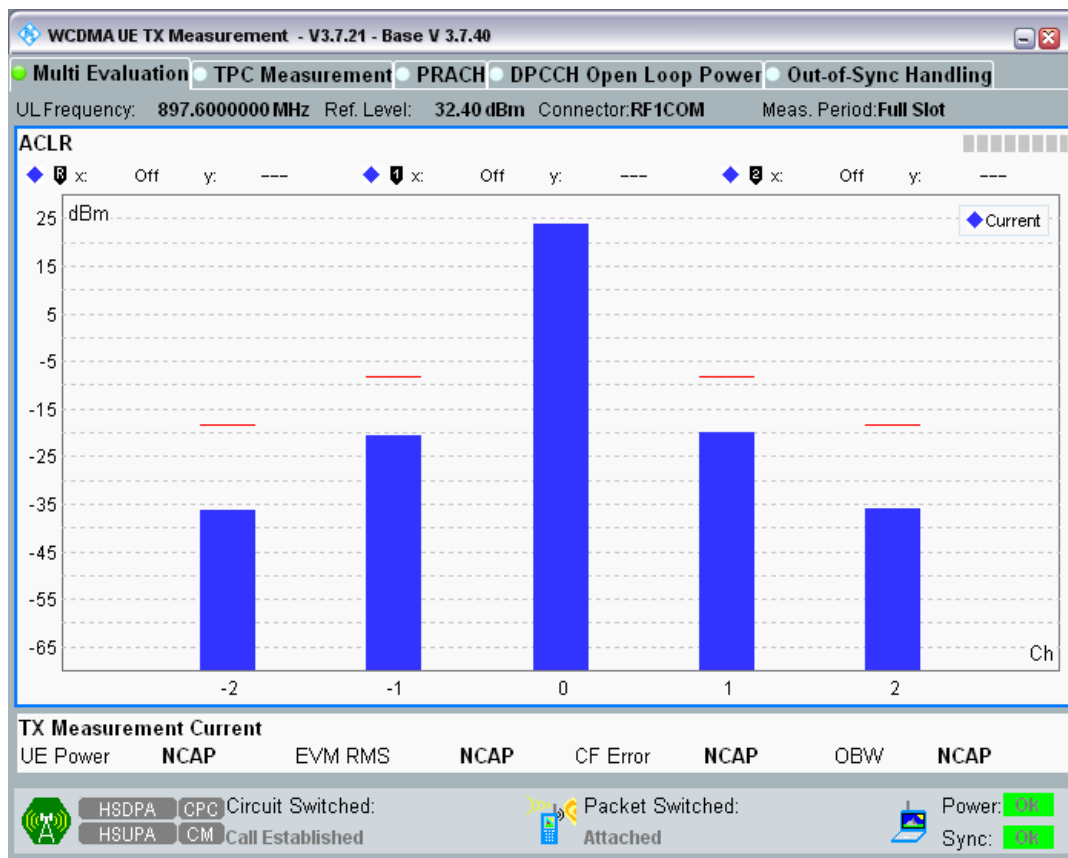 WCDMA UE TX Measurement - V3.7.21 - Base V 3.7.40
Multi Evaluation TPC Measurement PRACH DPCCH Open Loop Power Out-of-Sync Handling
UL Frequency: 897.6000000 MHz Ref. Level: 32.40 dBm Connector:RF1COM Meas. Period:Full Slot
ACLR
R x: Off y: --- 1 x: Off y: --- 2 x: Off y: ---
dBm
Current
25
15
5
-5
-15
-25
-35
-45
-55
-65
Ch
-2 -1 0 1 2
TX Measurement Current
UE Power NCAP EVM RMS NCAP CF Error NCAP OBW NCAP
HSDPA CPC Circuit Switched: Packet Switched: Power: Ok
HSUPA CM Call Established Attached Sync: Ok